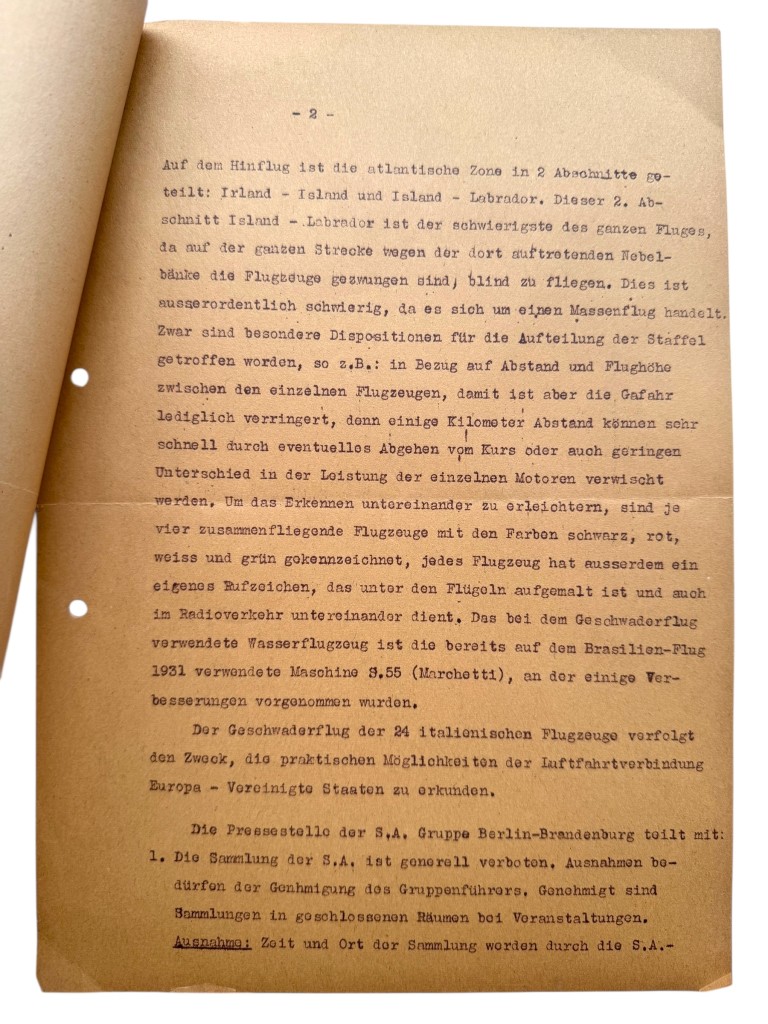 - 2 -
Auf dem Hinflug ist die atlantische Zone in 2 Abschnitte ge-
teilt: Irland - Island und Island - Labrador. Dieser 2. Ab-
schnitt Island - Labrador ist der schwierigste des ganzen Fluges,
da auf der ganzen Strecke wegen der dort auftretenden Nebel-
bänke die Flugzeuge gezwungen sind, blind zu fliegen. Dies ist
ausserordentlich schwierig, da es sich um einen Massenflug handelt.
Zwar sind besondere Dispositionen für die Aufteilung der Staffel
getroffen worden, so z.B.: in Bezug auf Abstand und Flughöhe
zwischen den einzelnen Flugzeugen, damit ist aber die Gafahr
lediglich verringert, denn einige Kilometer Abstand können sehr
schnell durch eventuelles Abgehen vom Kurs oder auch geringen
Unterschied in der Leistung der einzelnen Motoren verwischt
werden. Um das Erkennen untereinander zu erleichtern, sind je
vier zusammenfliegende Flugzeuge mit den Farben schwarz, rot,
weiss und grün gekennzeichnet, jedes Flugzeug hat ausserdem ein
eigenes Rufzeichen, das unter den Flügeln aufgemalt ist und auch
im Radioverkehr untereinander dient. Das bei dem Geschwaderflug
verwendete Wasserflugzeug ist die bereits auf dem Brasilien-Flug
1931 verwendete Maschine S.55 (Marchetti), an der einige Ver-
besserungen vorgenommen wurden.
Der Geschwaderflug der 24 italienischen Flugzeuge verfolgt
den Zweck, die praktischen Möglichkeiten der Luftfahrtverbindung
Europa - Vereinigte Staaten zu erkunden.
Die Pressestelle der S.A. Gruppe Berlin-Brandenburg teilt mit:
1. Die Sammlung der S.A. ist generell verboten. Ausnahmen be-
dürfen der Genhmigung des Gruppenführers. Genehmigt sind
Sammlungen in geschlossenen Räumen bei Veranstaltungen.
Ausnahme: Zeit und Ort der Sammlung werden durch die S.A.-